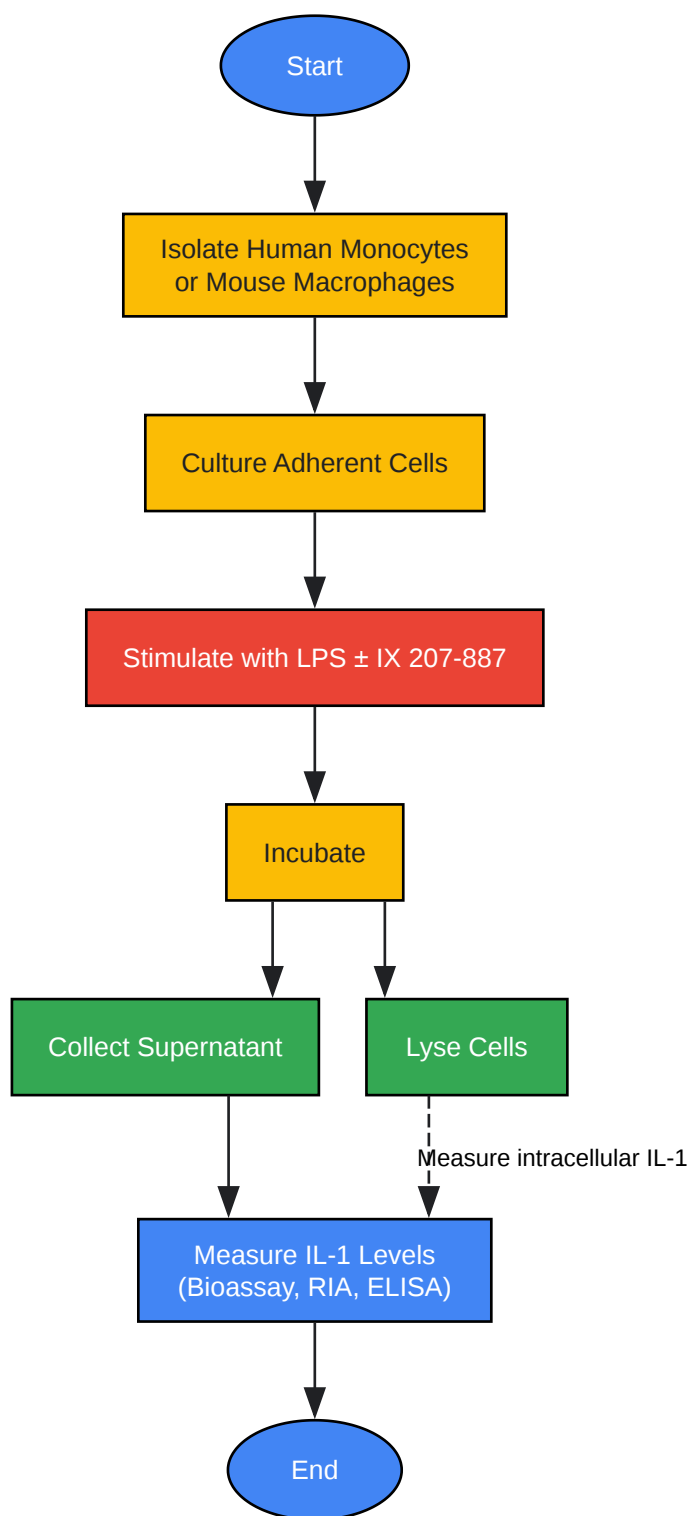 Start
Isolate Human Monocytes
or Mouse Macrophages
Culture Adherent Cells
Stimulate with LPS ± IX 207-887
Incubate
Collect Supernatant
Lyse Cells
Measure intracellular IL-1
Measure IL-1 Levels
(Bioassay, RIA, ELISA)
End